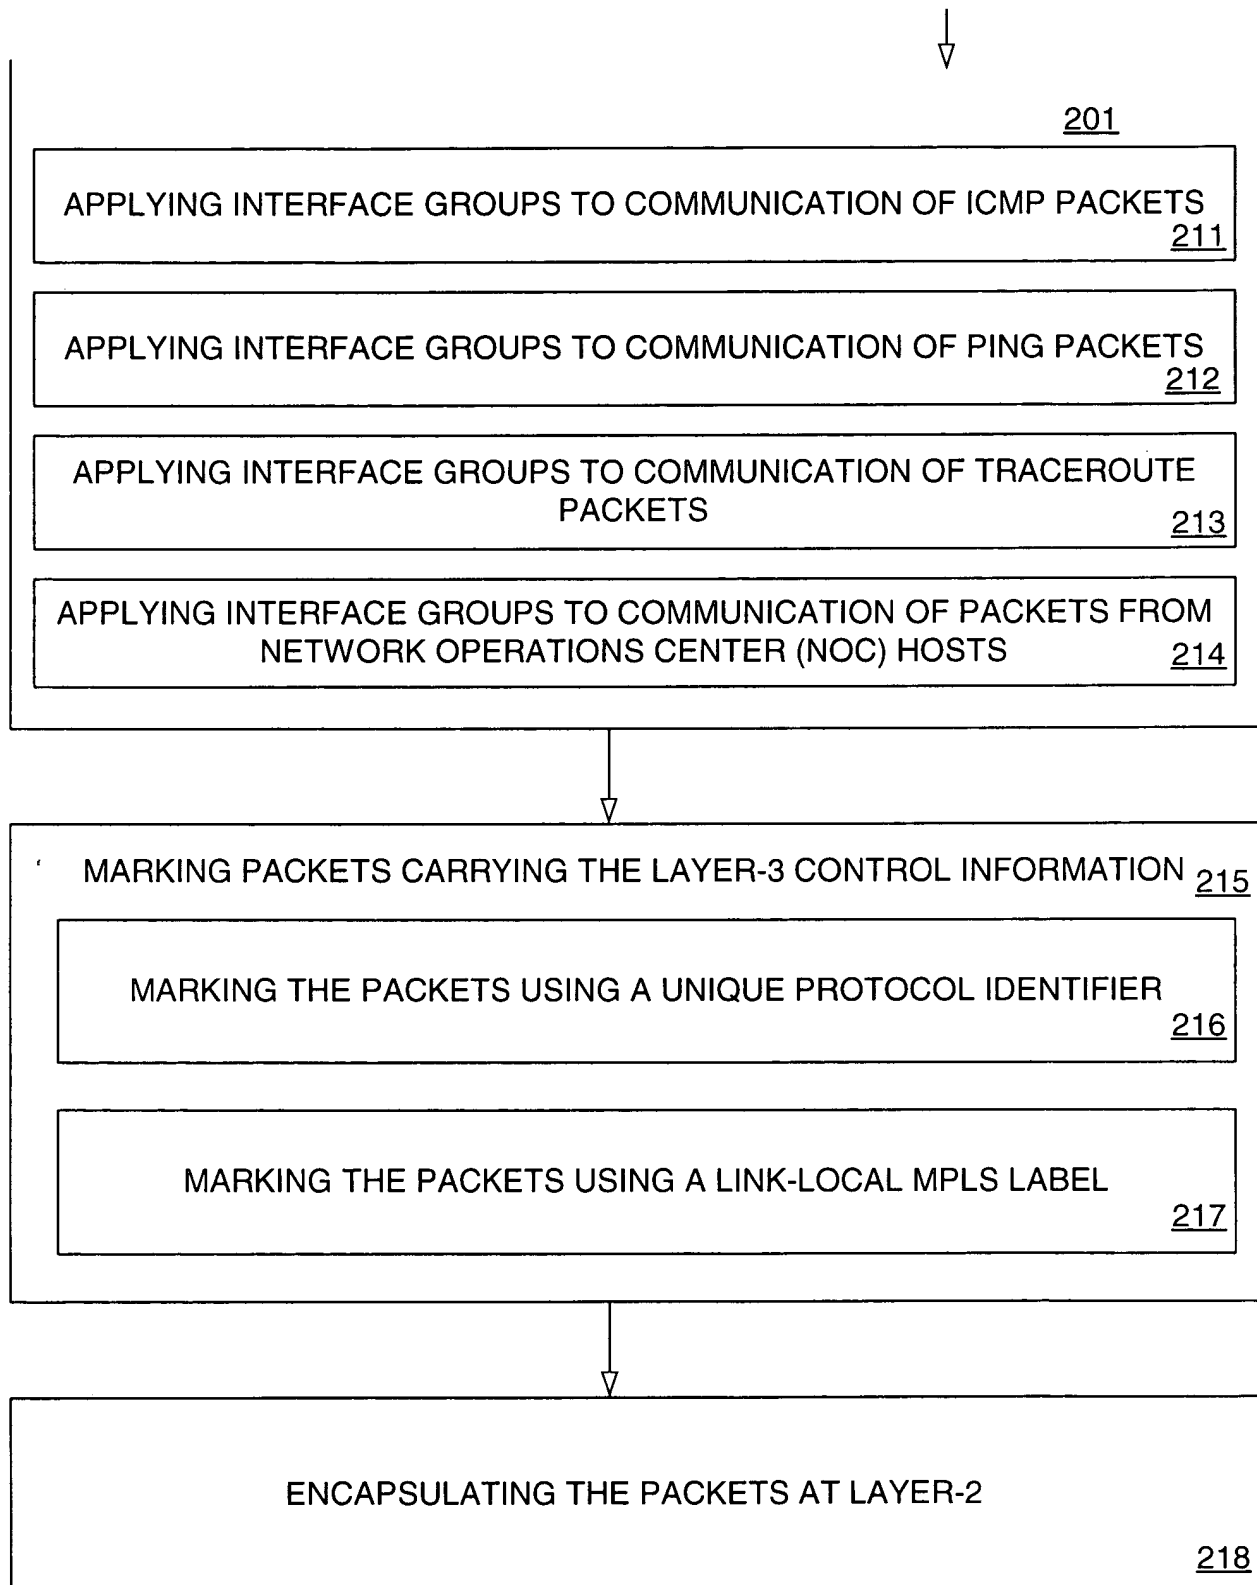 201
APPLYING INTERFACE GROUPS TO COMMUNICATION OF ICMP PACKETS
211
APPLYING INTERFACE GROUPS TO COMMUNICATION OF PING PACKETS
212
APPLYING INTERFACE GROUPS TO COMMUNICATION OF TRACEROUTE
PACKETS
213
APPLYING INTERFACE GROUPS TO COMMUNICATION OF PACKETS FROM
NETWORK OPERATIONS CENTER (NOC) HOSTS
214
MARKING PACKETS CARRYING THE LAYER-3 CONTROL INFORMATION 215
MARKING THE PACKETS USING A UNIQUE PROTOCOL IDENTIFIER
216
MARKING THE PACKETS USING A LINK-LOCAL MPLS LABEL
217
ENCAPSULATING THE PACKETS AT LAYER-2
218